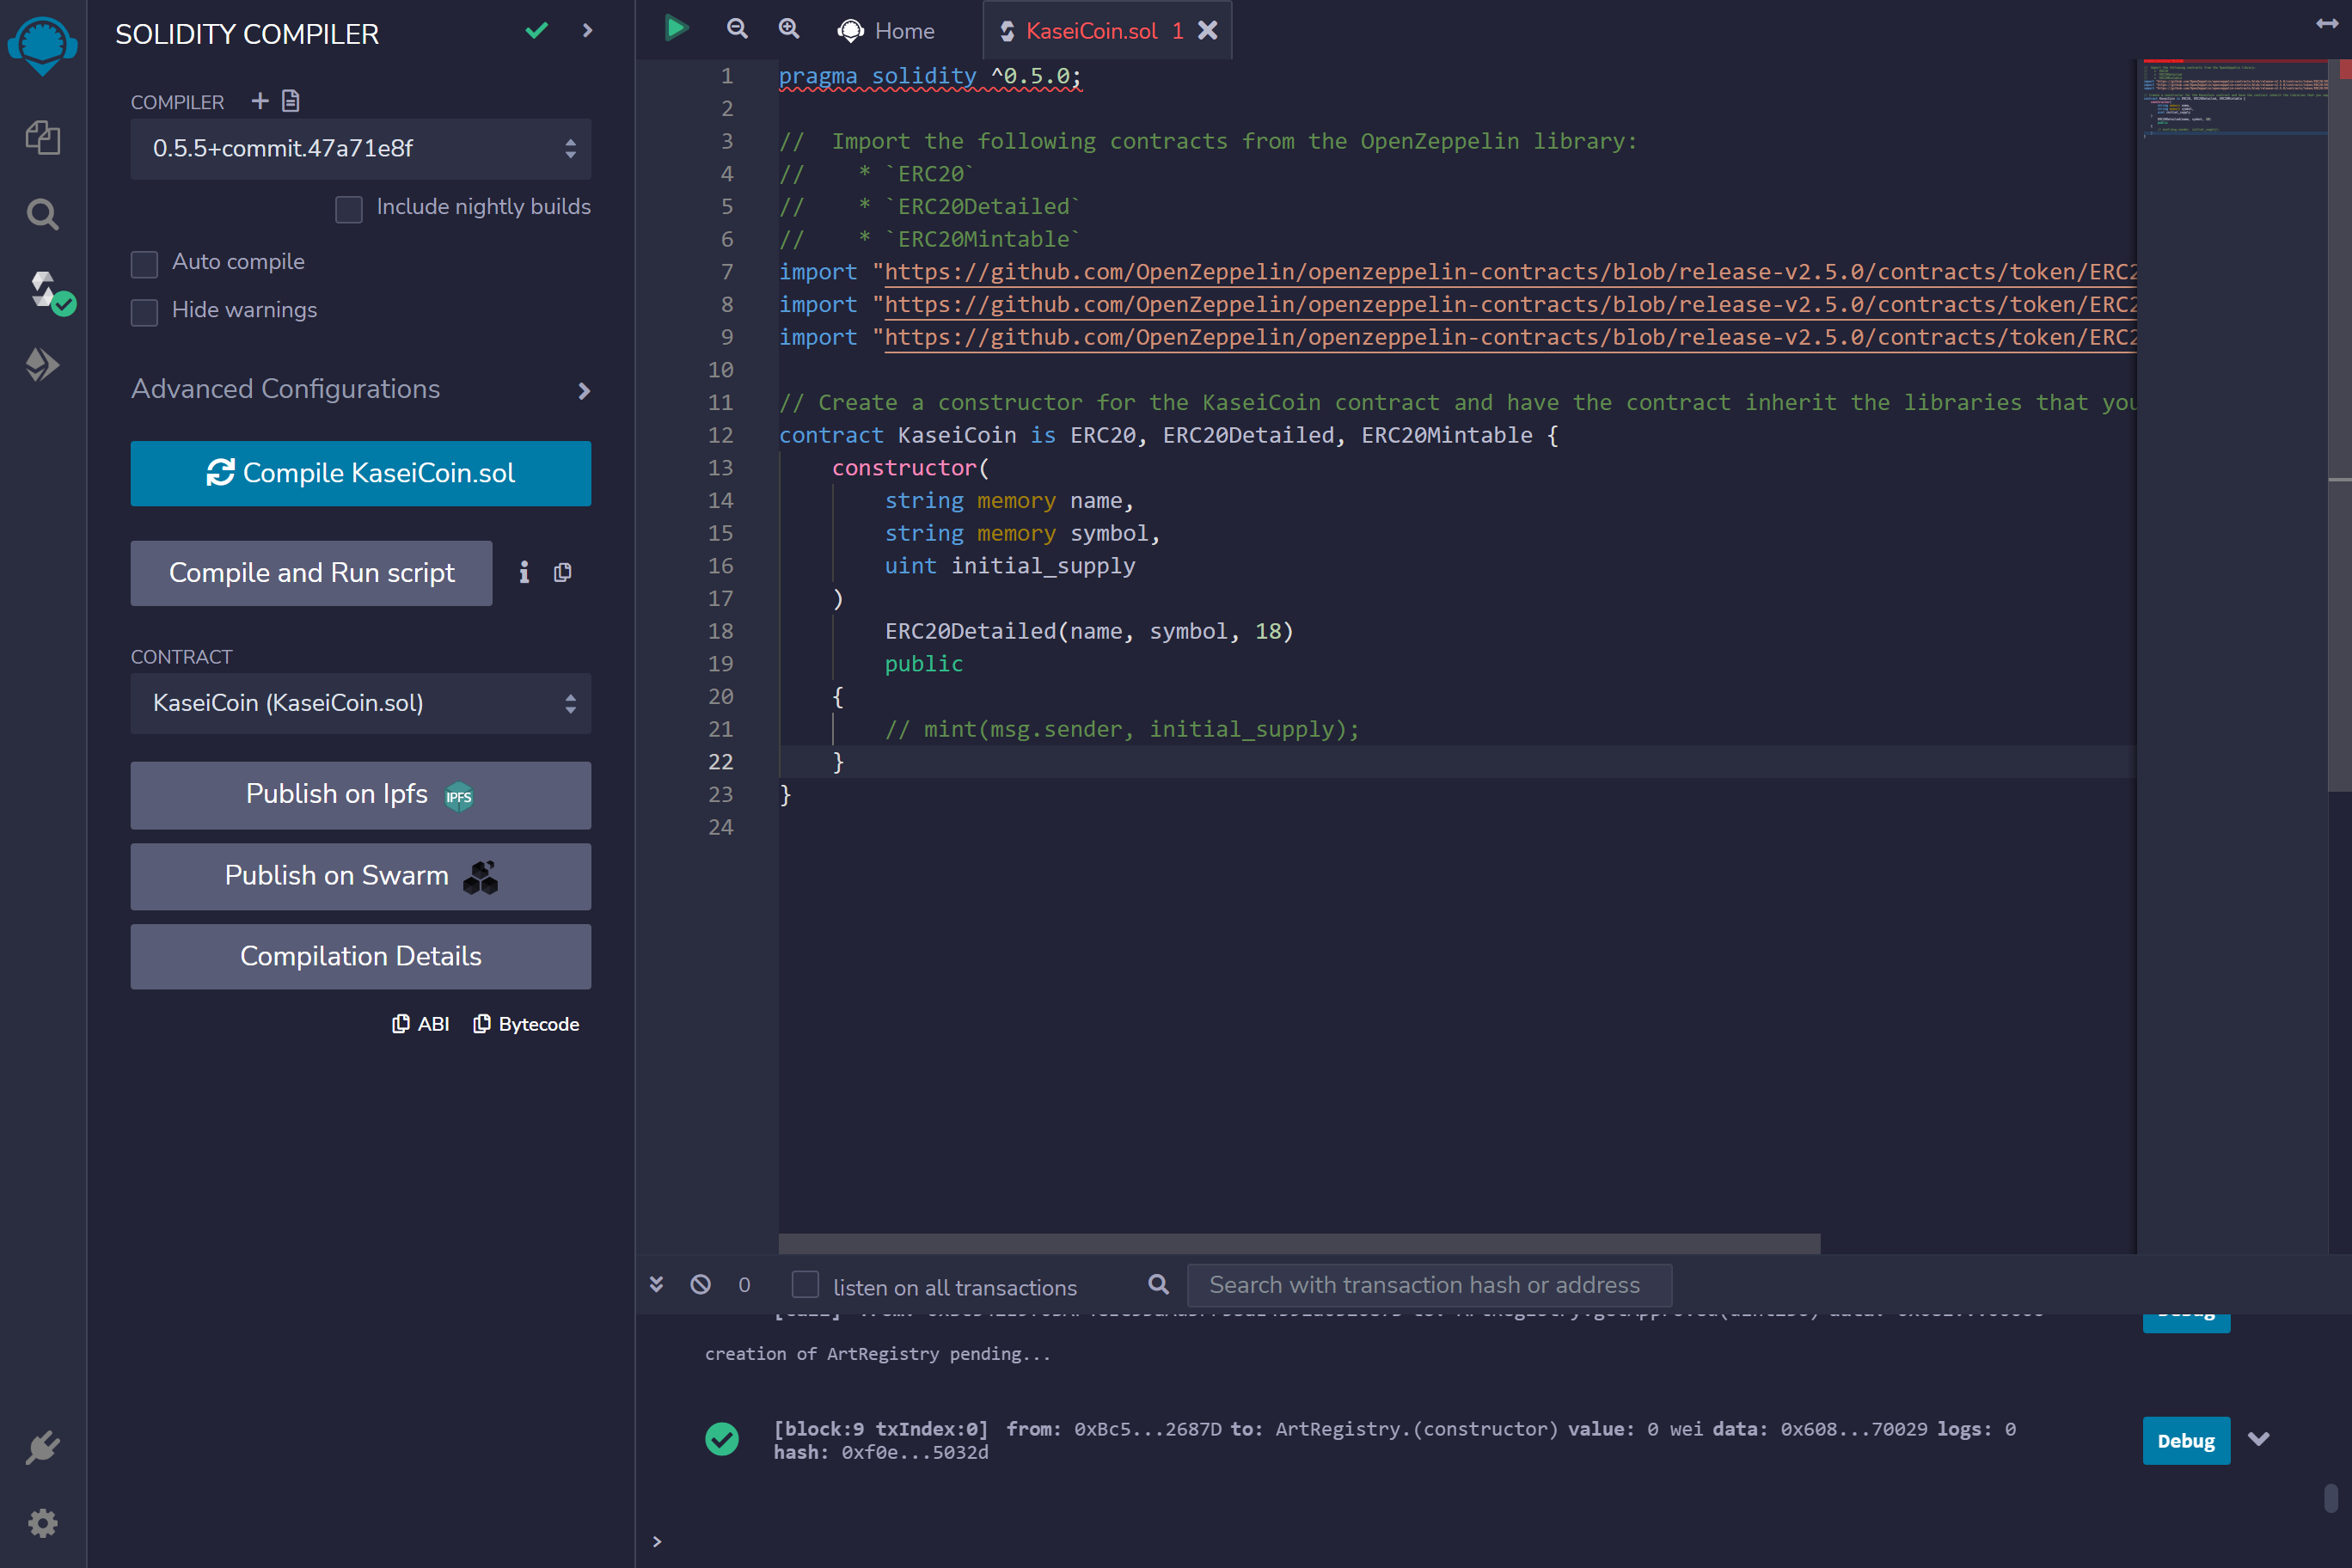 SOLIDITY COMPILER
COMPILER
0.5.5+commit.47a71e8f
Include nightly builds
Auto compile
Hide warnings
Advanced Configurations
Compile KaseiCoin.sol
Compile and Run script
CONTRACT
KaseiCoin (KaseiCoin.sol)
Publish on Ipfs IPFS
Publish on Swarm
Compilation Details
ABI Bytecode
Home KaseiCoin.sol 1
1 pragma solidity ^0.5.0;
2
3 //  Import the following contracts from the OpenZeppelin library:
4 //    * `ERC20`
5 //    * `ERC20Detailed`
6 //    * `ERC20Mintable`
7 import "https://github.com/OpenZeppelin/openzeppelin-contracts/blob/release-v2.5.0/contracts/token/ERC2
8 import "https://github.com/OpenZeppelin/openzeppelin-contracts/blob/release-v2.5.0/contracts/token/ERC2
9 import "https://github.com/OpenZeppelin/openzeppelin-contracts/blob/release-v2.5.0/contracts/token/ERC2
10
11 // Create a constructor for the KaseiCoin contract and have the contract inherit the libraries that you
12 contract KaseiCoin is ERC20, ERC20Detailed, ERC20Mintable {
13     constructor(
14         string memory name,
15         string memory symbol,
16         uint initial_supply
17     )
18         ERC20Detailed(name, symbol, 18)
19         public
20     {
21         // mint(msg.sender, initial_supply);
22     }
23 }
24
0 listen on all transactions Search with transaction hash or address
creation of ArtRegistry pending...
[block:9 txIndex:0] from: 0xBc5...2687D to: ArtRegistry.(constructor) value: 0 wei data: 0x608...70029 logs: 0
hash: 0xf0e...5032d
Debug
>